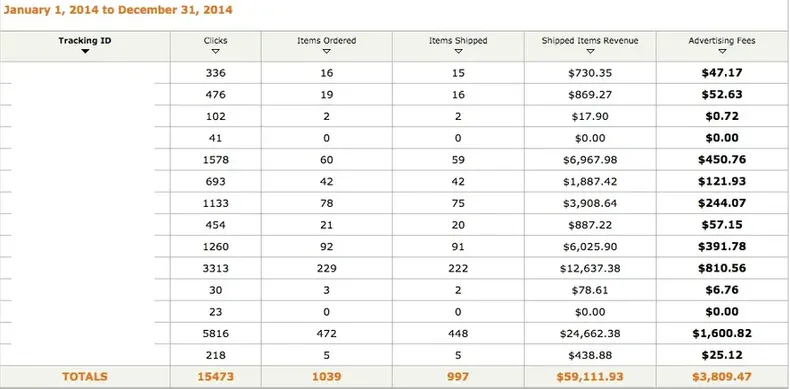 January 1, 2014 to December 31, 2014
Tracking ID Clicks Items Ordered Items Shipped Shipped Items Revenue Advertising Fees
336 16 15 $730.35 $47.17
476 19 16 $869.27 $52.63
102 2 2 $17.90 $0.72
41 0 0 $0.00 $0.00
1578 60 59 $6,967.98 $450.76
693 42 42 $1,887.42 $121.93
1133 78 75 $3,908.64 $244.07
454 21 20 $887.22 $57.15
1260 92 91 $6,025.90 $391.78
3313 229 222 $12,637.38 $810.56
30 3 2 $78.61 $6.76
23 0 0 $0.00 $0.00
5816 472 448 $24,662.38 $1,600.82
218 5 5 $438.88 $25.12
TOTALS 15473 1039 997 $59,111.93 $3,809.47